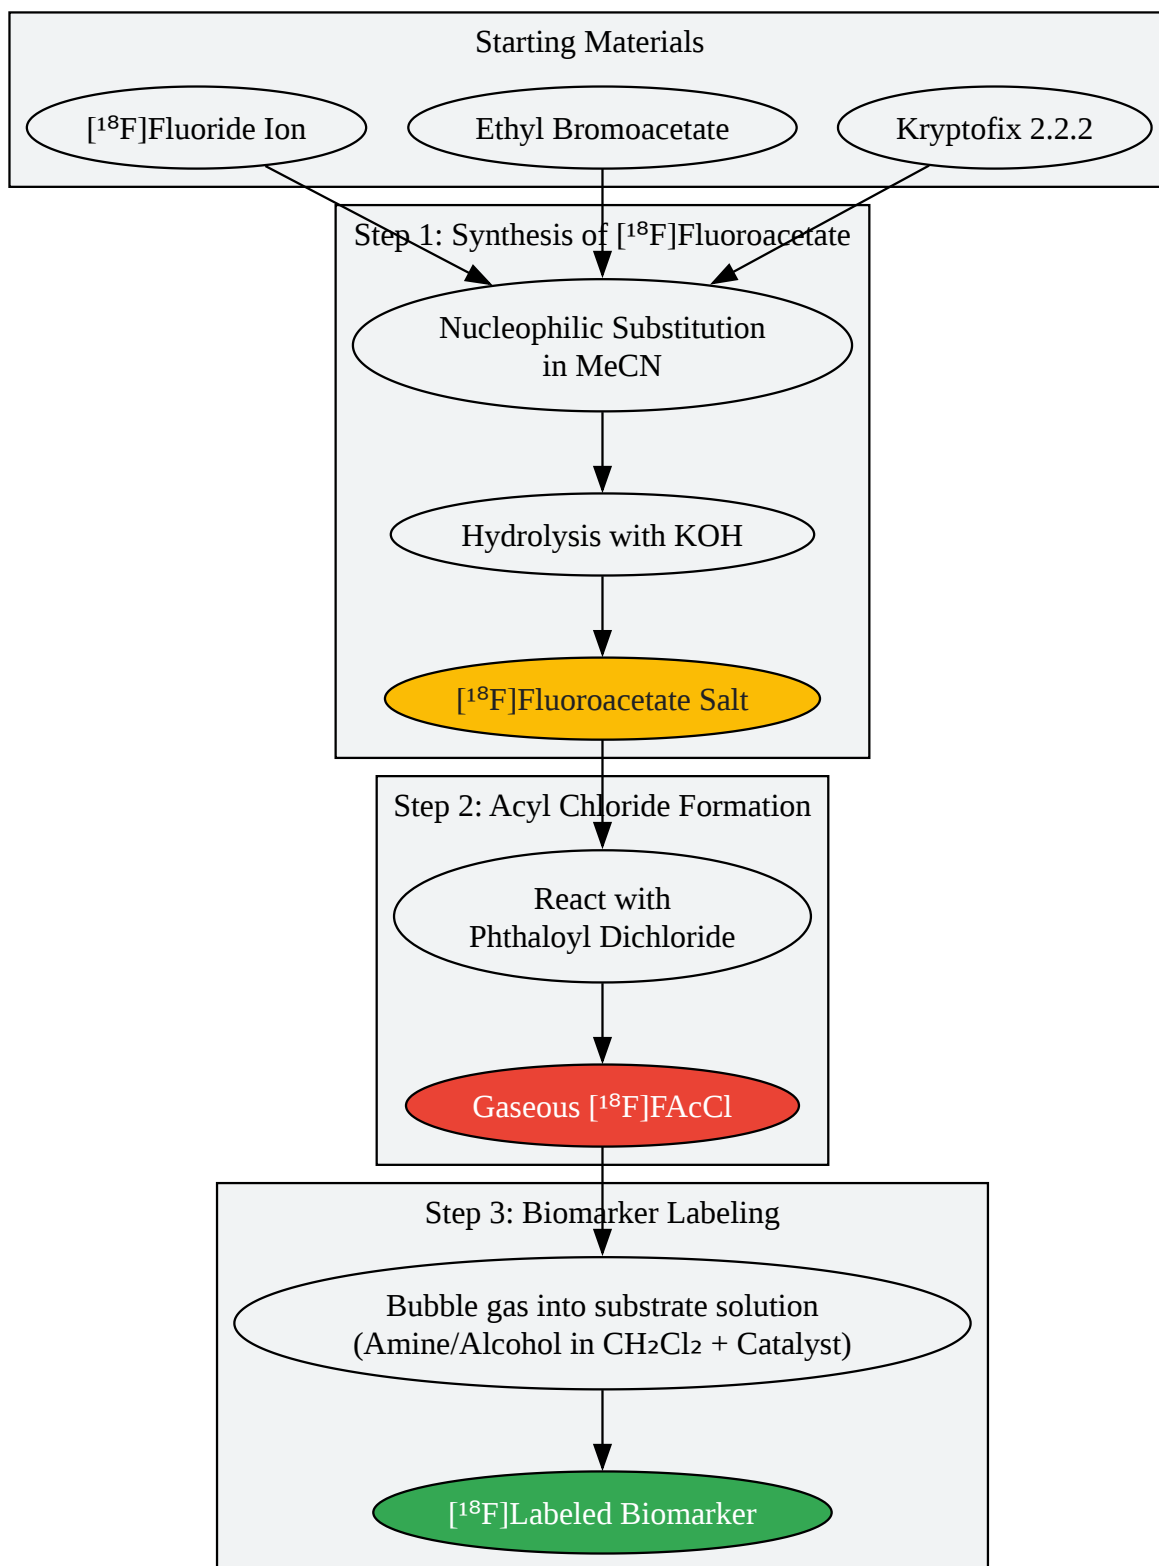 Starting Materials
[¹⁸F]Fluoride Ion
Ethyl Bromoacetate
Kryptofix 2.2.2
Step 1: Synthesis of [¹⁸F]Fluoroacetate
Nucleophilic Substitution
in MeCN
Hydrolysis with KOH
[¹⁸F]Fluoroacetate Salt
Step 2: Acyl Chloride Formation
React with
Phthaloyl Dichloride
Gaseous [¹⁸F]FAcCl
Step 3: Biomarker Labeling
Bubble gas into substrate solution
(Amine/Alcohol in CH₂Cl₂ + Catalyst)
[¹⁸F]Labeled Biomarker